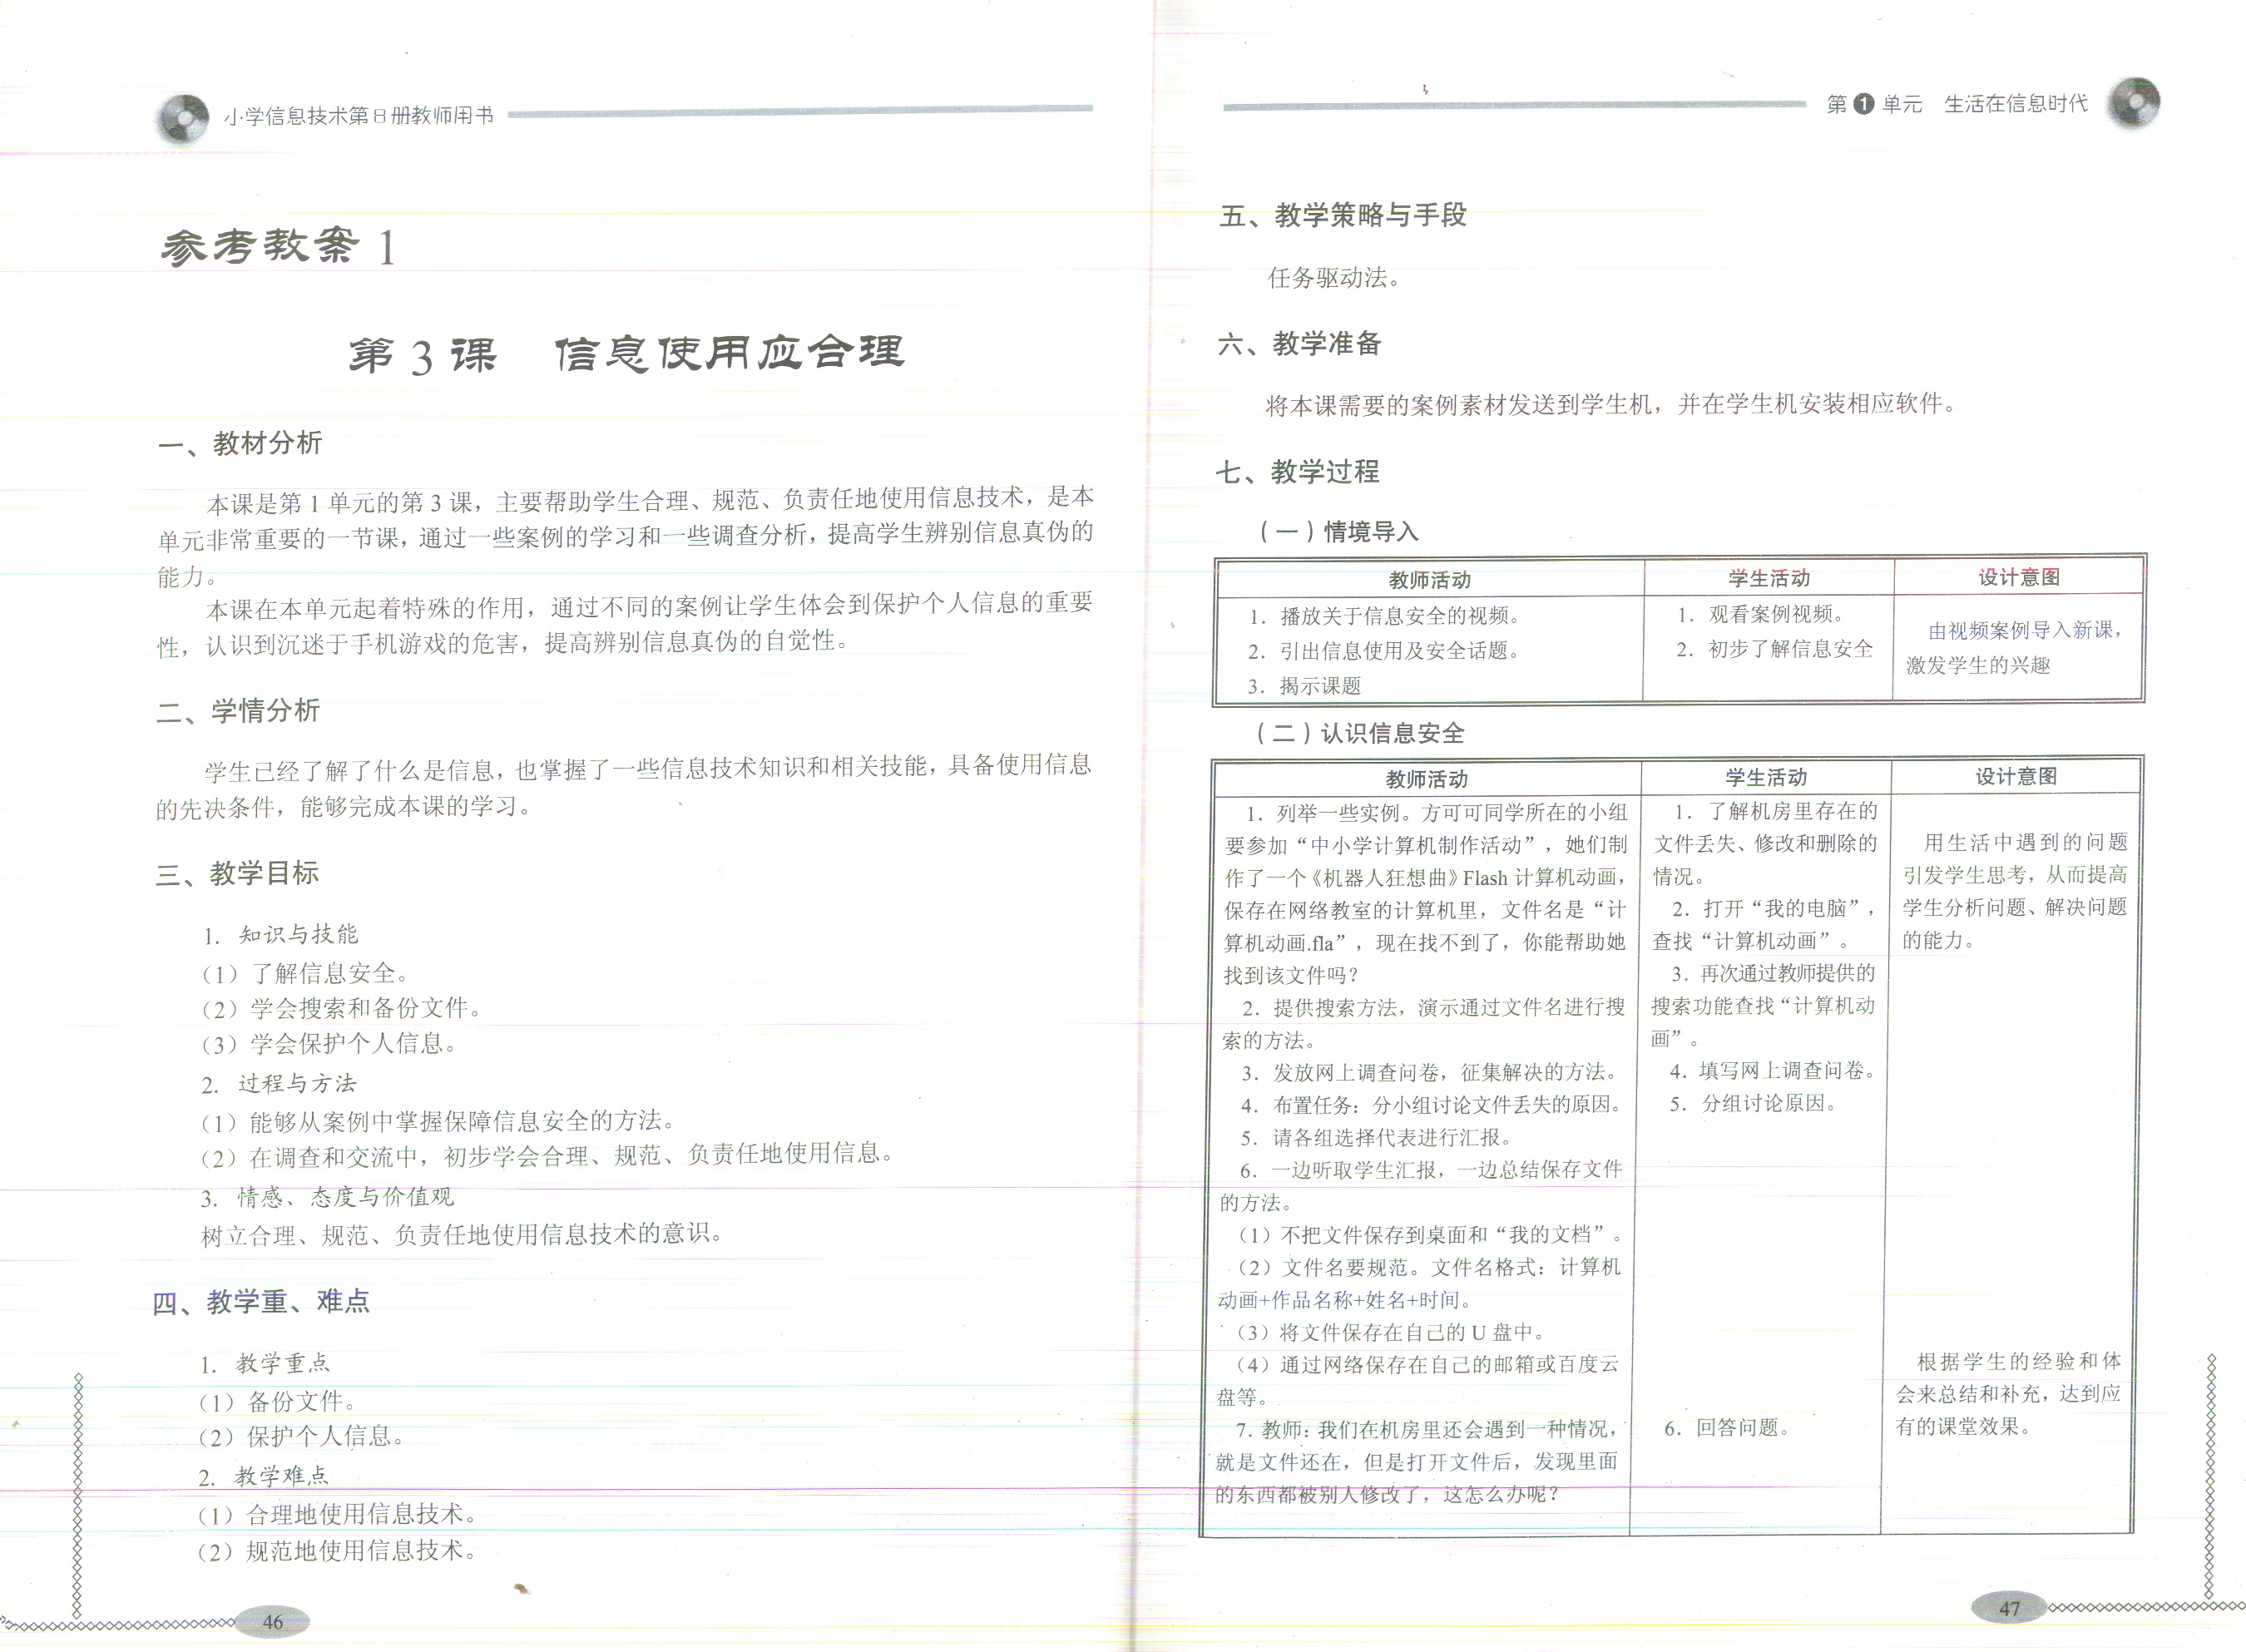 小学信息技术第8册教师用书
参考教案 1
第 3 课 信息使用应合理
一、教材分析
本课是第 1 单元的第 3 课，主要帮助学生合理、规范、负责任地使用信息技术，是本
单元非常重要的一节课，通过一些案例的学习和一些调查分析，提高学生辨别信息真伪的
能力。
本课在本单元起着特殊的作用，通过不同的案例让学生体会到保护个人信息的重要
性，认识到沉迷于手机游戏的危害，提高辨别信息真伪的自觉性。
二、学情分析
学生已经了解了什么是信息，也掌握了一些信息技术知识和相关技能，具备使用信息
的先决条件，能够完成本课的学习。
三、教学目标
1. 知识与技能
（1）了解信息安全。
（2）学会搜索和备份文件。
（3）学会保护个人信息。
2. 过程与方法
（1）能够从案例中掌握保障信息安全的方法。
（2）在调查和交流中，初步学会合理、规范、负责任地使用信息。
3. 情感、态度与价值观
树立合理、规范、负责任地使用信息技术的意识。
四、教学重、难点
1. 教学重点
（1）备份文件。
（2）保护个人信息。
2. 教学难点
（1）合理地使用信息技术。
（2）规范地使用信息技术。
46
第 1 单元 生活在信息时代
五、教学策略与手段
任务驱动法。
六、教学准备
将本课需要的案例素材发送到学生机，并在学生机安装相应软件。
七、教学过程
（一）情境导入
教师活动
学生活动
设计意图
1. 播放关于信息安全的视频。
2. 引出信息使用及安全话题。
3. 揭示课题
1. 观看案例视频。
2. 初步了解信息安全
由视频案例导入新课，
激发学生的兴趣
（二）认识信息安全
教师活动
学生活动
设计意图
1. 列举一些实例。方可可同学所在的小组
要参加“中小学计算机制作活动”，她们制
作了一个《机器人狂想曲》Flash 计算机动画，
保存在网络教室的计算机里，文件名是“计
算机动画.fla”，现在找不到了，你能帮助她
找到该文件吗？
2. 提供搜索方法，演示通过文件名进行搜
索的方法。
3. 发放网上调查问卷，征集解决的方法。
4. 布置任务：分小组讨论文件丢失的原因。
5. 请各组选择代表进行汇报。
6. 一边听取学生汇报，一边总结保存文件
的方法。
（1）不把文件保存到桌面和“我的文档”。
（2）文件名要规范。文件名格式：计算机
动画+作品名称+姓名+时间。
（3）将文件保存在自己的 U 盘中。
（4）通过网络保存在自己的邮箱或百度云
盘等。
7. 教师：我们在机房里还会遇到一种情况，
就是文件还在，但是打开文件后，发现里面
的东西都被别人修改了，这怎么办呢？
1. 了解机房里存在的
文件丢失、修改和删除的
情况。
2. 打开“我的电脑”，
查找“计算机动画”。
3. 再次通过教师提供的
搜索功能查找“计算机动
画”。
4. 填写网上调查问卷。
5. 分组讨论原因。
6. 回答问题。
用生活中遇到的问题
引发学生思考，从而提高
学生分析问题、解决问题
的能力。
根据学生的经验和体
会来总结和补充，达到应
有的课堂效果。
47